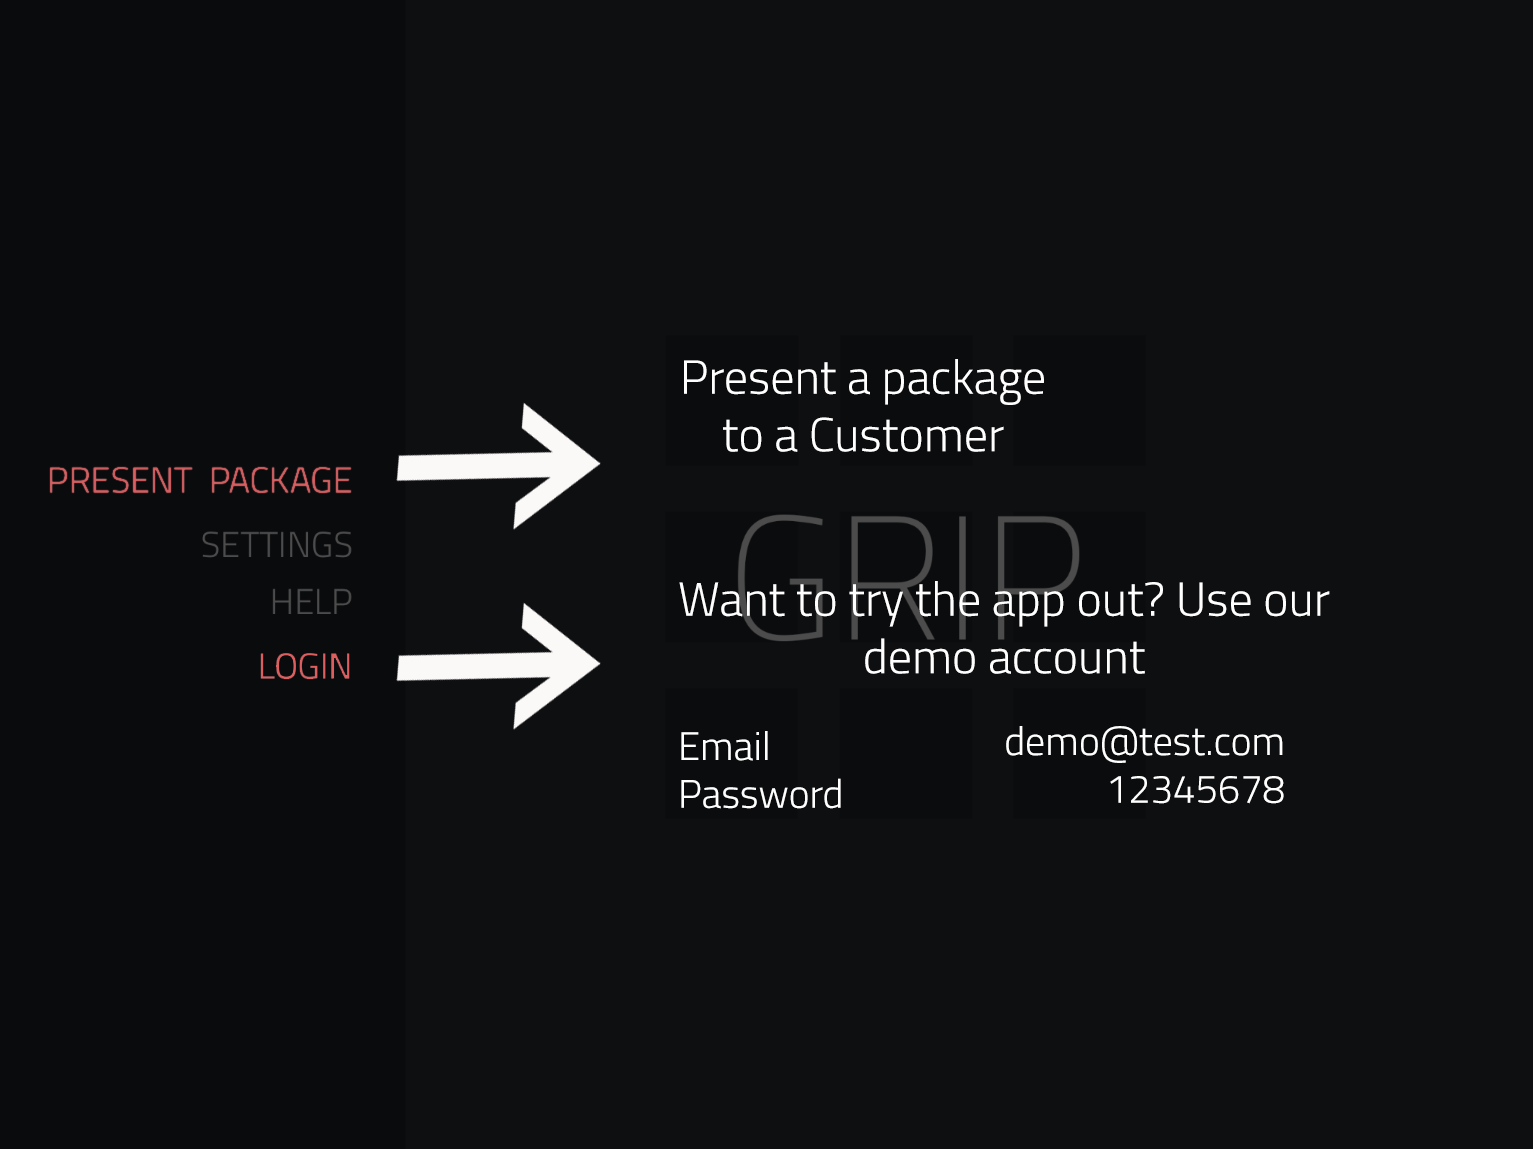 PRESENT PACKAGE
SETTINGS
HELP
LOGIN
Present a package
to a Customer
GRIP
Want to try the app out? Use our
demo account
Email demo@test.com
Password 12345678